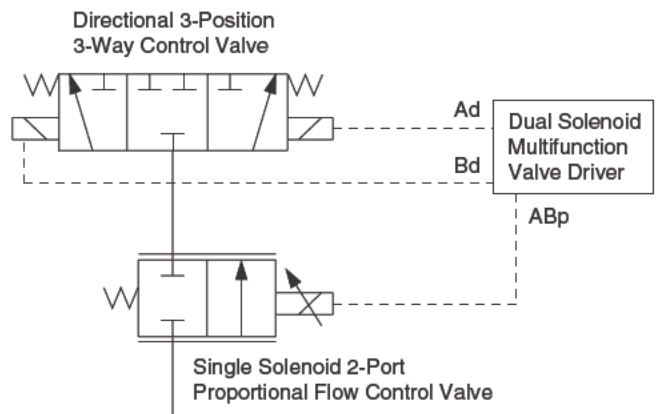 Directional 3-Position
3-Way Control Valve
Ad
Bd
Dual Solenoid
Multifunction
Valve Driver
ABp
Single Solenoid 2-Port
Proportional Flow Control Valve